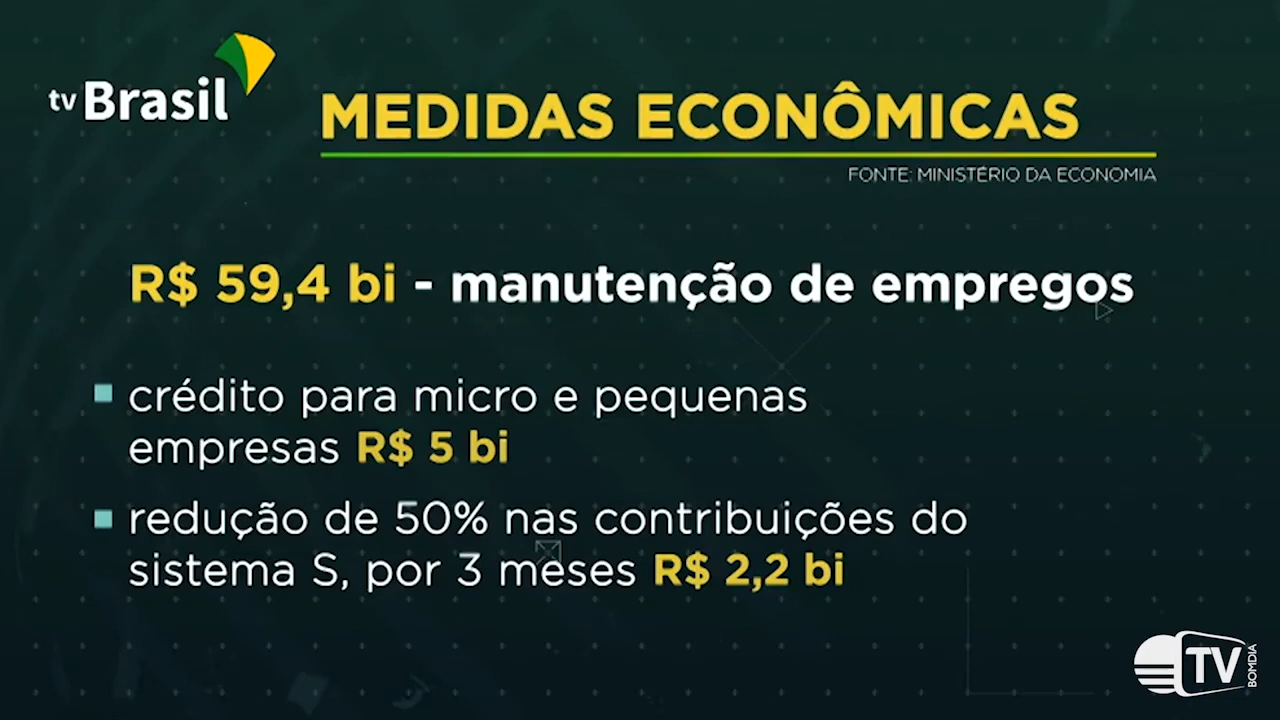 tv Brasil
MEDIDAS ECONÔMICAS
FONTE: MINISTÉRIO DA ECONOMIA
R$ 59,4 bi - manutenção de empregos
crédito para micro e pequenas
empresas R$ 5 bi
redução de 50% nas contribuições do
sistema S, por 3 meses R$ 2,2 bi
TV
BOMDIA